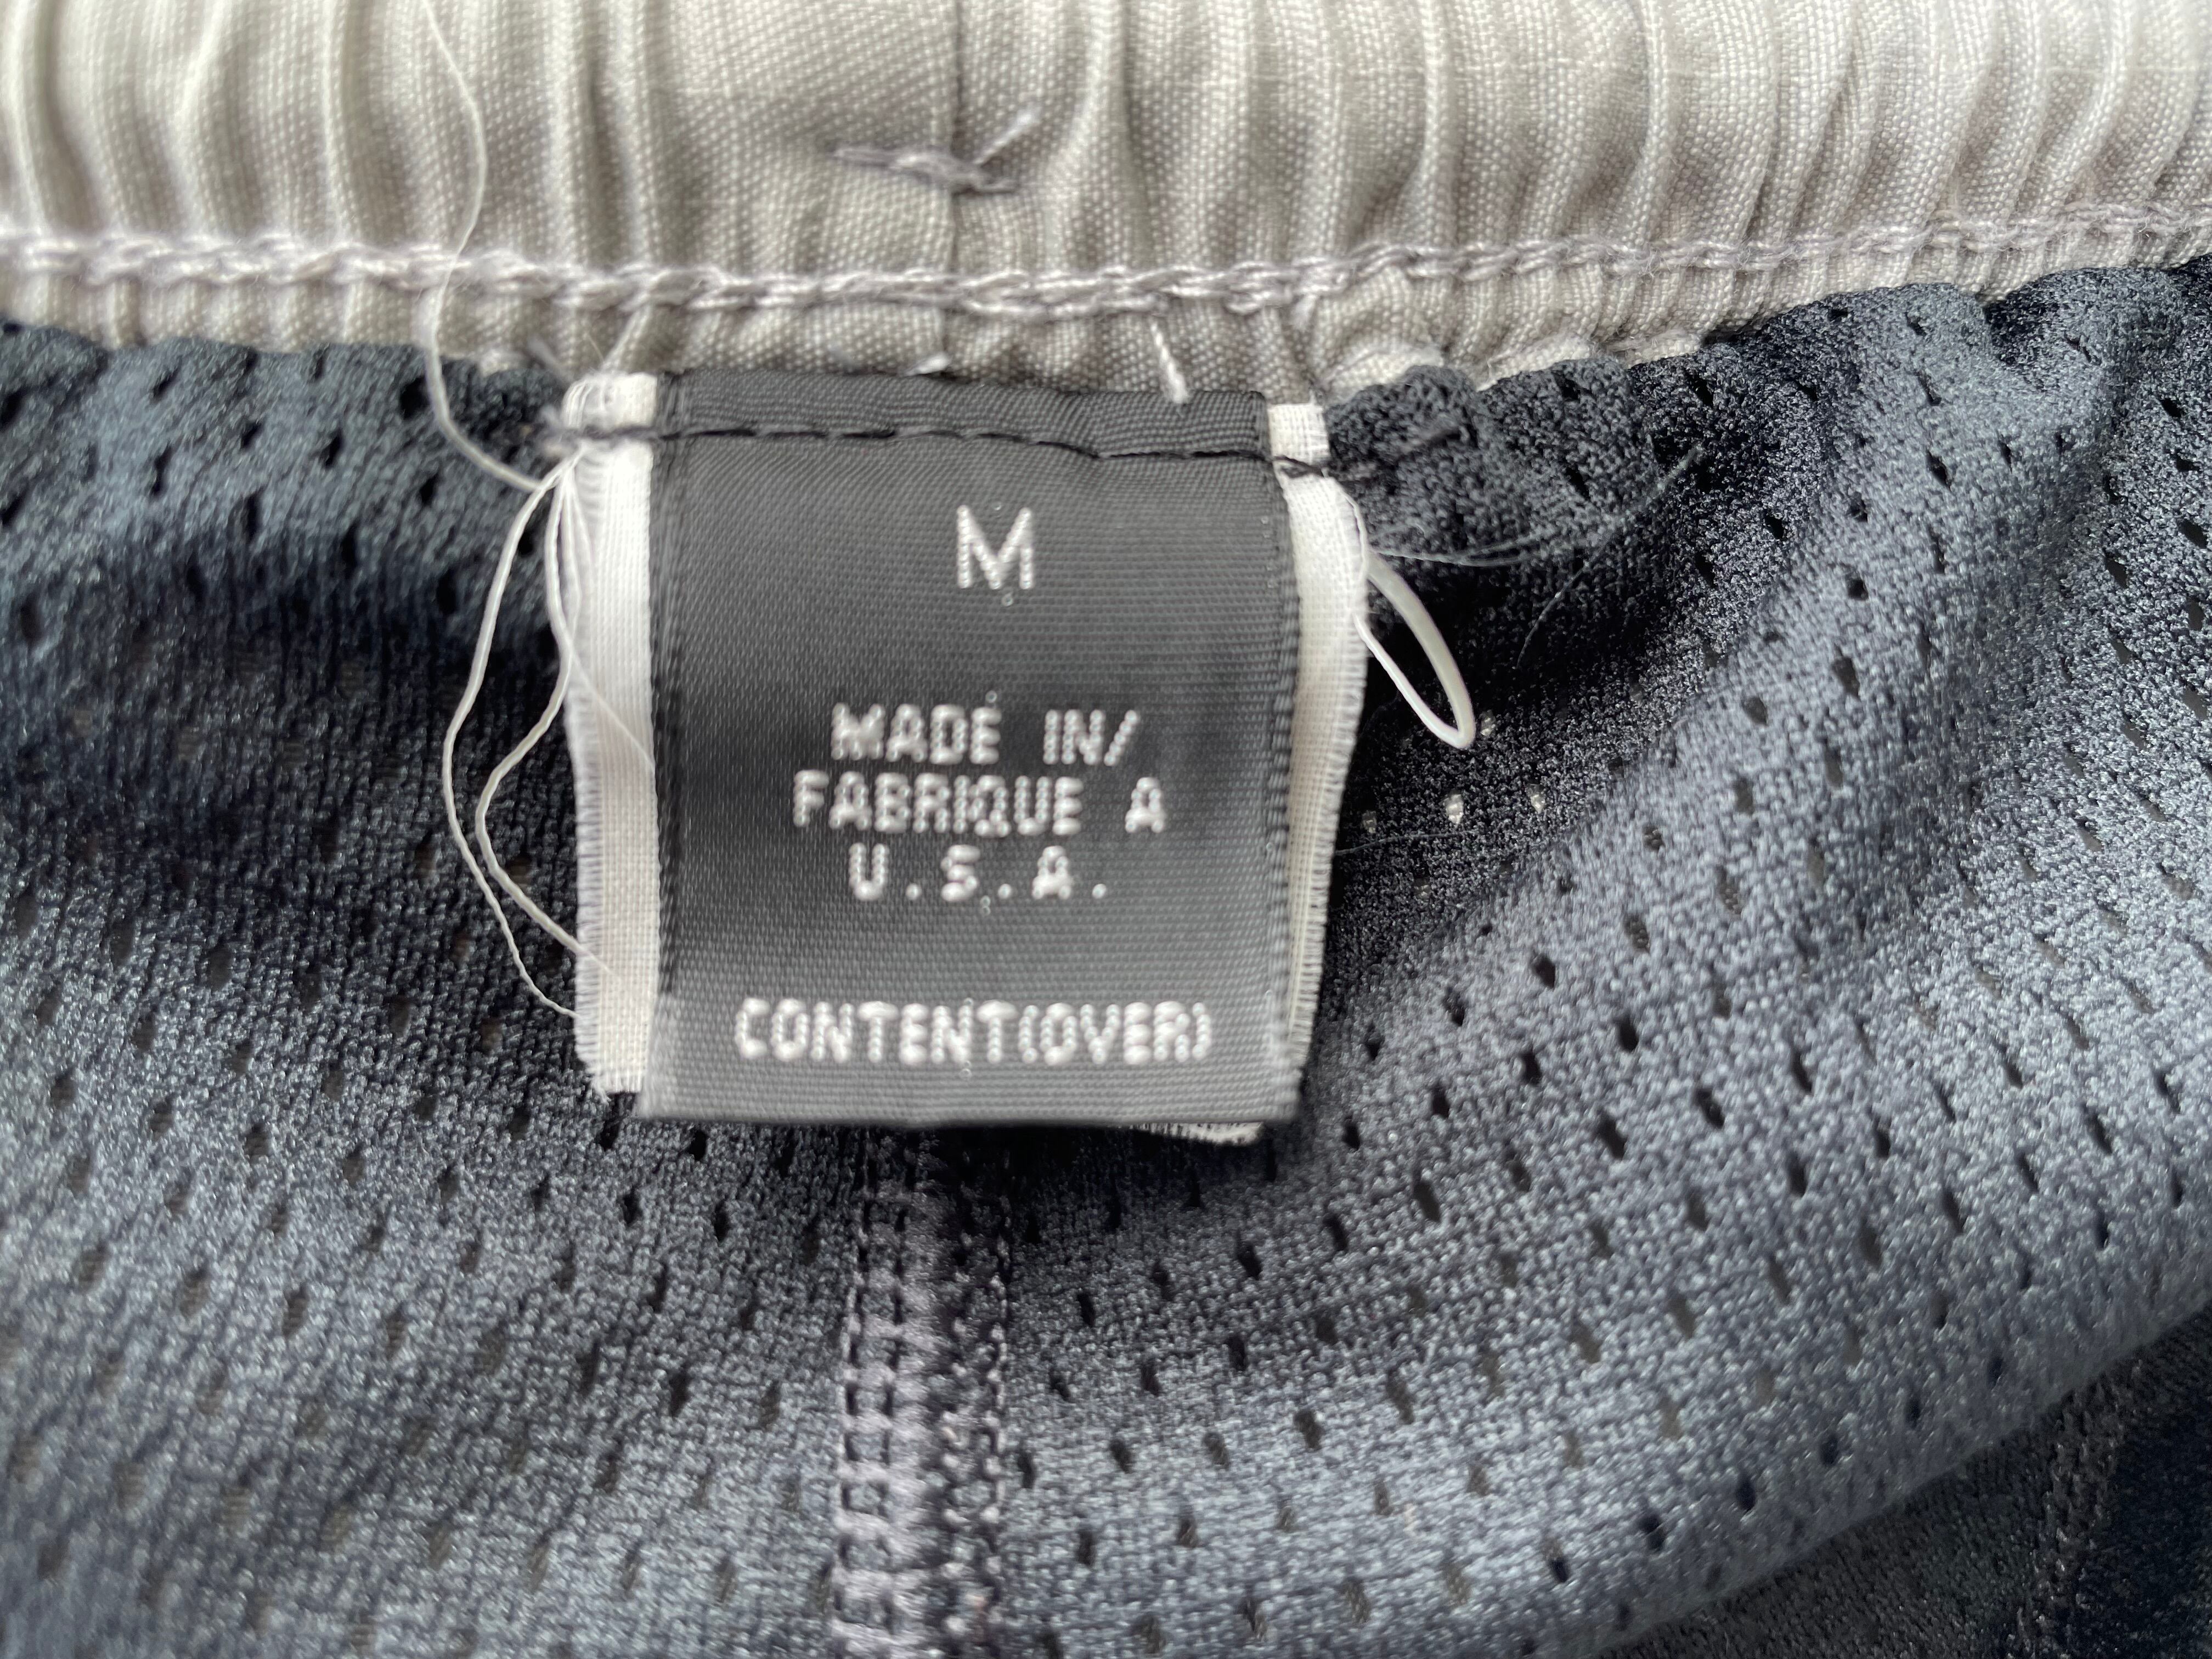 M
MADE IN/
FABRIQUE A
U.S.A.
CONTENT(OVER)